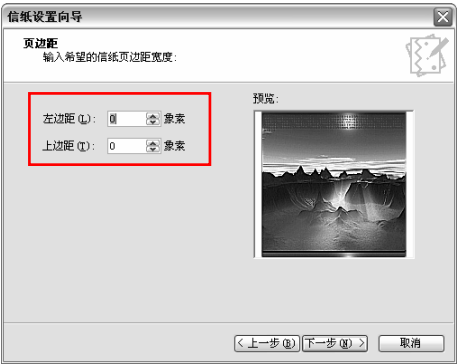 信纸设置向导
页边距
输入希望的信纸页边距宽度:
预览:
左边距(L): 0 象素
上边距(T): 0 象素
< 上一步(B) 下一步(N) > 取消